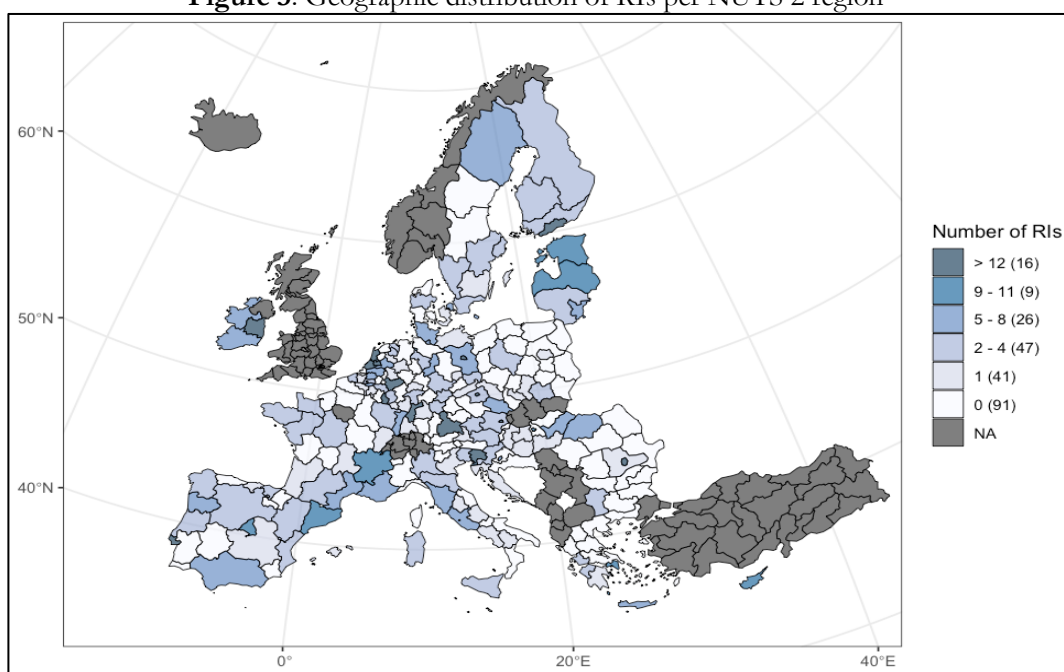 Figure 3. Geographic distribution of RIs per NUTS 2 region
60°N
50°N
40°N
0°
20°E
40°E
Number of RIs
> 12 (16)
9 - 11 (9)
5 - 8 (26)
2 - 4 (47)
1 (41)
0 (91)
NA